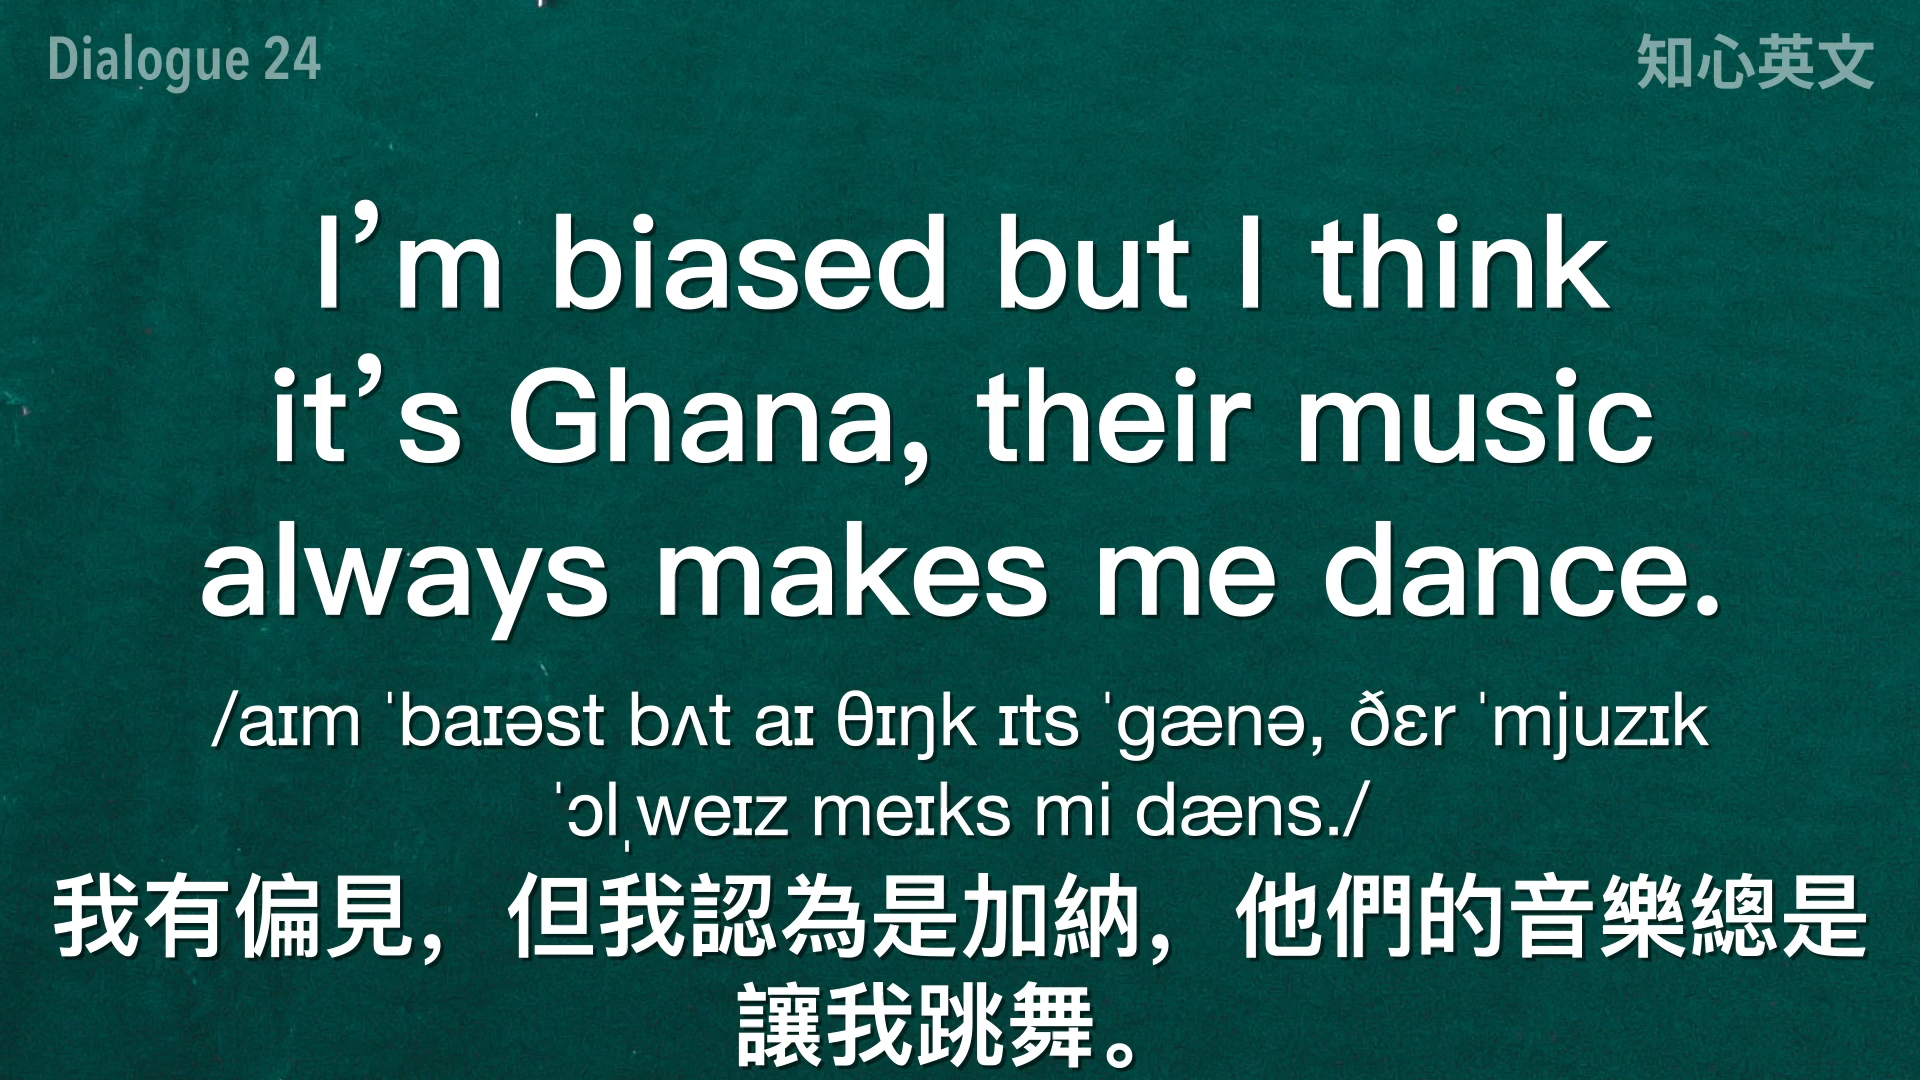 Dialogue 24
知心英文
I’m biased but I think
it’s Ghana, their music
always makes me dance.
/aɪm ˈbaɪəst bʌt aɪ θɪŋk ɪts ˈɡænə, ðɛr ˈmjuzɪk
ˈɔlˌweɪz meɪks mi dæns./
我有偏見，但我認為是加納，他們的音樂總是
讓我跳舞。